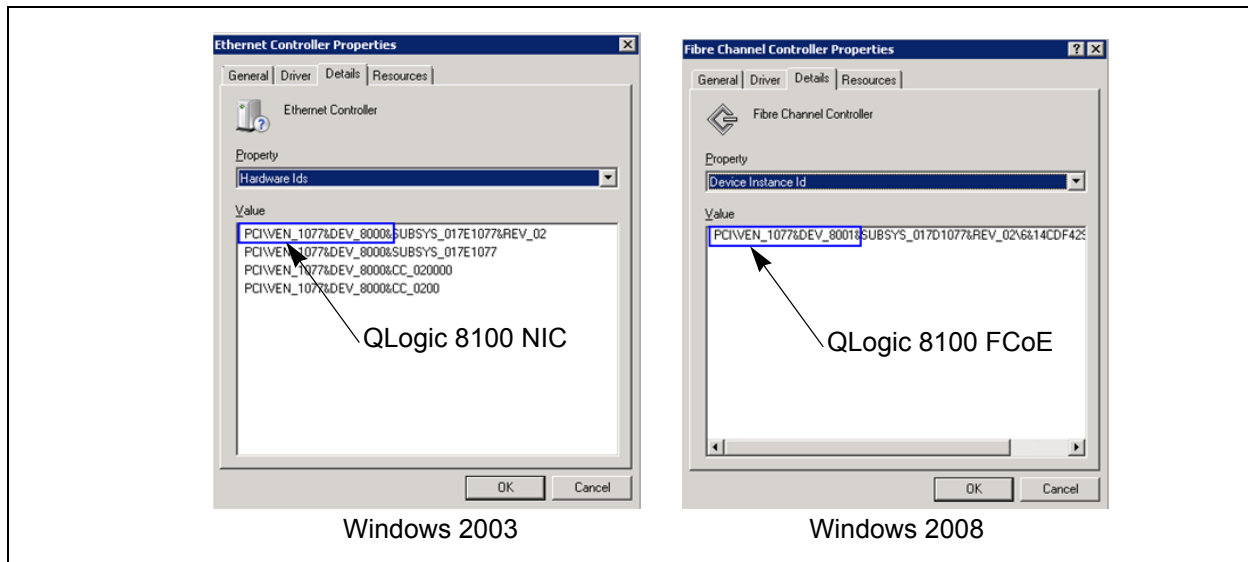 Ethernet Controller Properties
General Driver Details Resources
Ethernet Controller
Property
Hardware Ids
Value
PCI\VEN_1077&DEV_8000&SUBSYS_017E1077&REV_02
PCI\VEN_1077&DEV_8000&SUBSYS_017E1077
PCI\VEN_1077&DEV_8000&CC_020000
PCI\VEN_1077&DEV_8000&CC_0200
QLogic 8100 NIC
OK Cancel
Windows 2003
Fibre Channel Controller Properties
General Driver Details Resources
Fibre Channel Controller
Property
Device Instance Id
Value
PCI\VEN_1077&DEV_8001&SUBSYS_017D1077&REV_02\6&14CDF429
QLogic 8100 FCoE
OK Cancel
Windows 2008